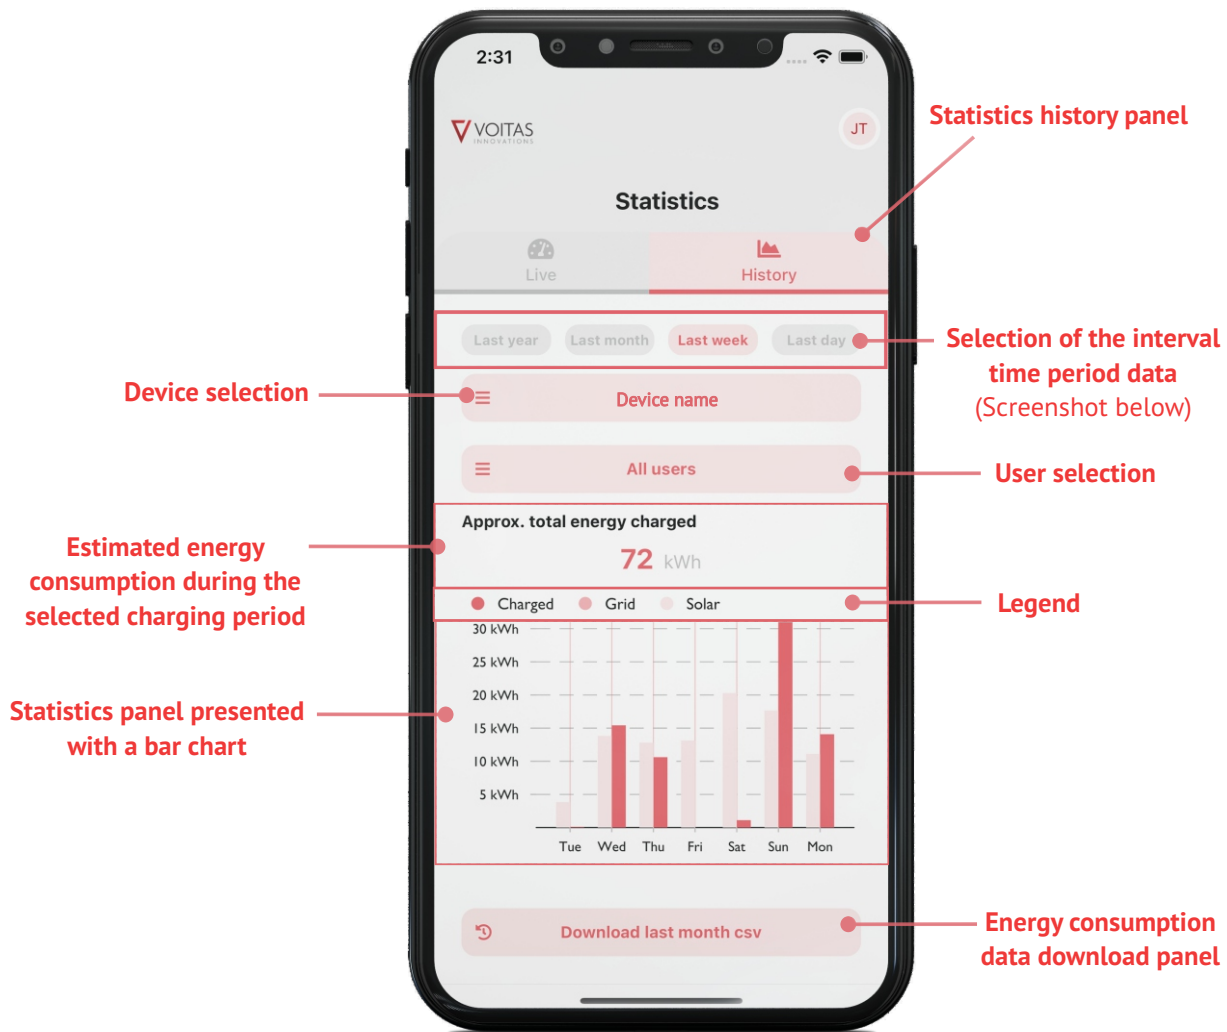 2:31
VOITAS
INNOVATIONS
JT
Statistics history panel
Statistics
Live
History
Last year
Last month
Last week
Last day
Selection of the interval
time period data
(Screenshot below)
Device selection
Device name
All users
User selection
Approx. total energy charged
72 kWh
Estimated energy
consumption during the
selected charging period
Charged
Grid
Solar
Legend
30 kWh
25 kWh
20 kWh
15 kWh
10 kWh
5 kWh
Tue Wed Thu Fri Sat Sun Mon
Statistics panel presented
with a bar chart
Download last month csv
Energy consumption
data download panel